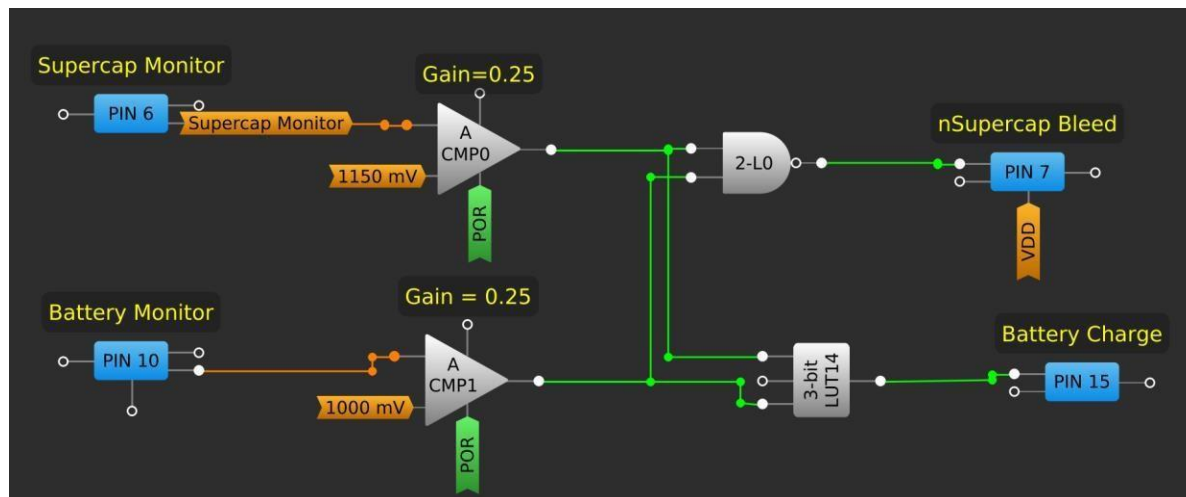 Supercap Monitor
Gain=0.25
PIN 6
Supercap Monitor
A
CMP0
1150 mV
POR
2-L0
nSupercap Bleed
PIN 7
VDD
Battery Monitor
Gain = 0.25
PIN 10
A
CMP1
1000 mV
POR
3-bit
LUT14
Battery Charge
PIN 15